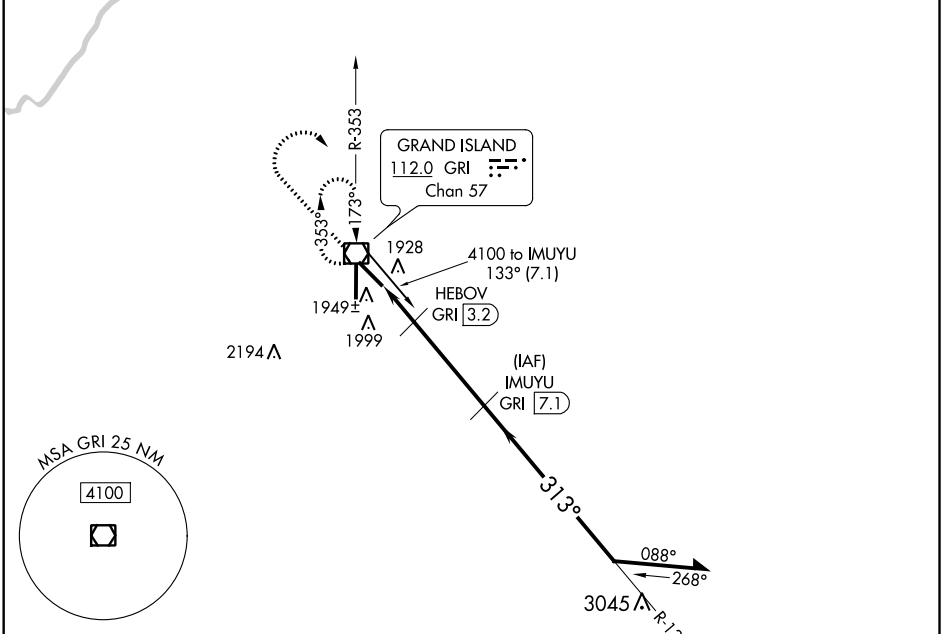 R-353
GRAND ISLAND
112.0 GRI
Chan 57
353°
173°
1928
4100 to IMUYU
133° (7.1)
HEBOV
GRI 3.2
1949±
1999
2194
(IAF)
IMUYU
GRI 7.1
MSA GRI 25 NM
4100
313°
088°
268°
3045